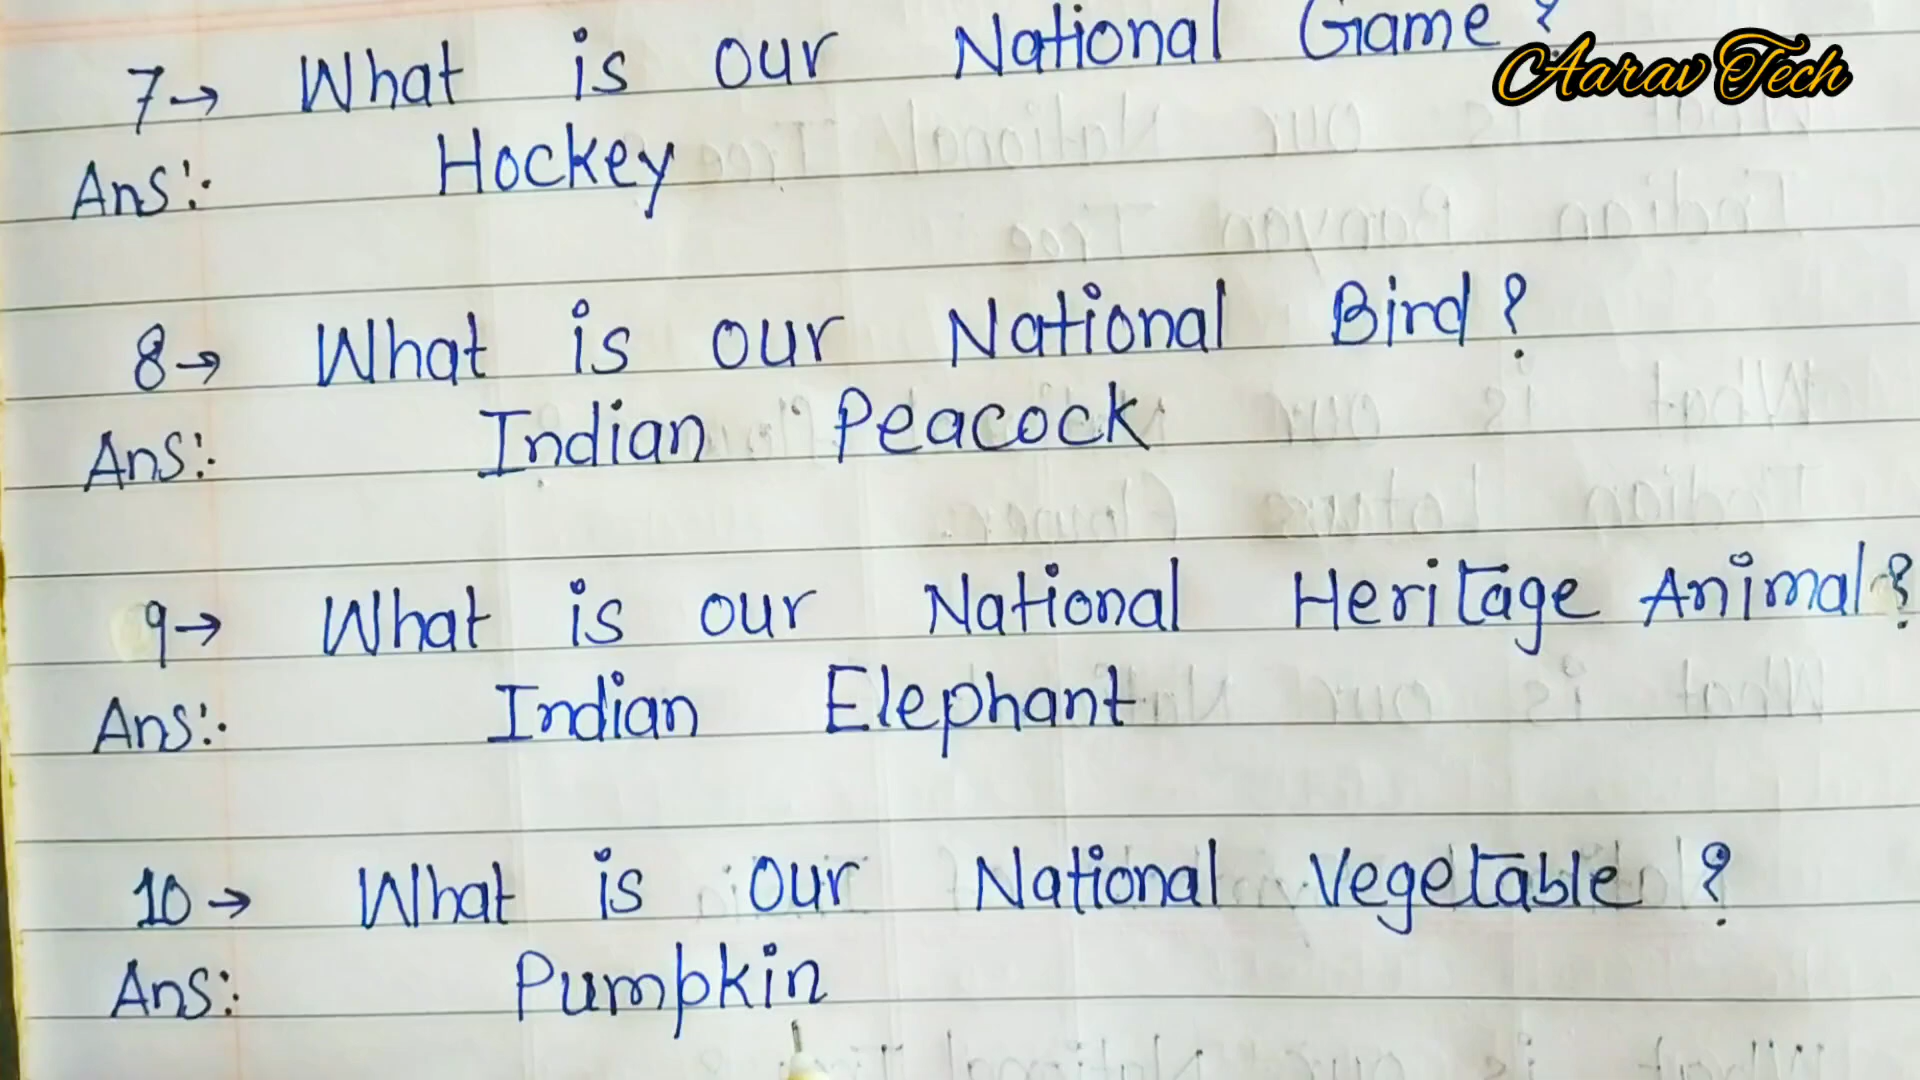 7→ What is our National Game?
Aarav Tech
Ans:- Hockey
8→ What is our National Bird?
Ans:- Indian Peacock
9→ What is our National Heritage Animal?
Ans:- Indian Elephant
10→ What is our National Vegetable?
Ans:- Pumpkin